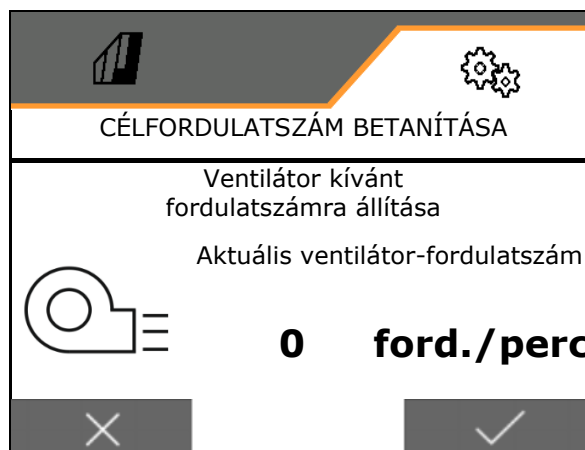 CÉLFORDULATSZÁM BETANÍTÁSA
Ventilátor kívánt
fordulatszámra állítása
Aktuális ventilátor-fordulatszám
0 ford./perc